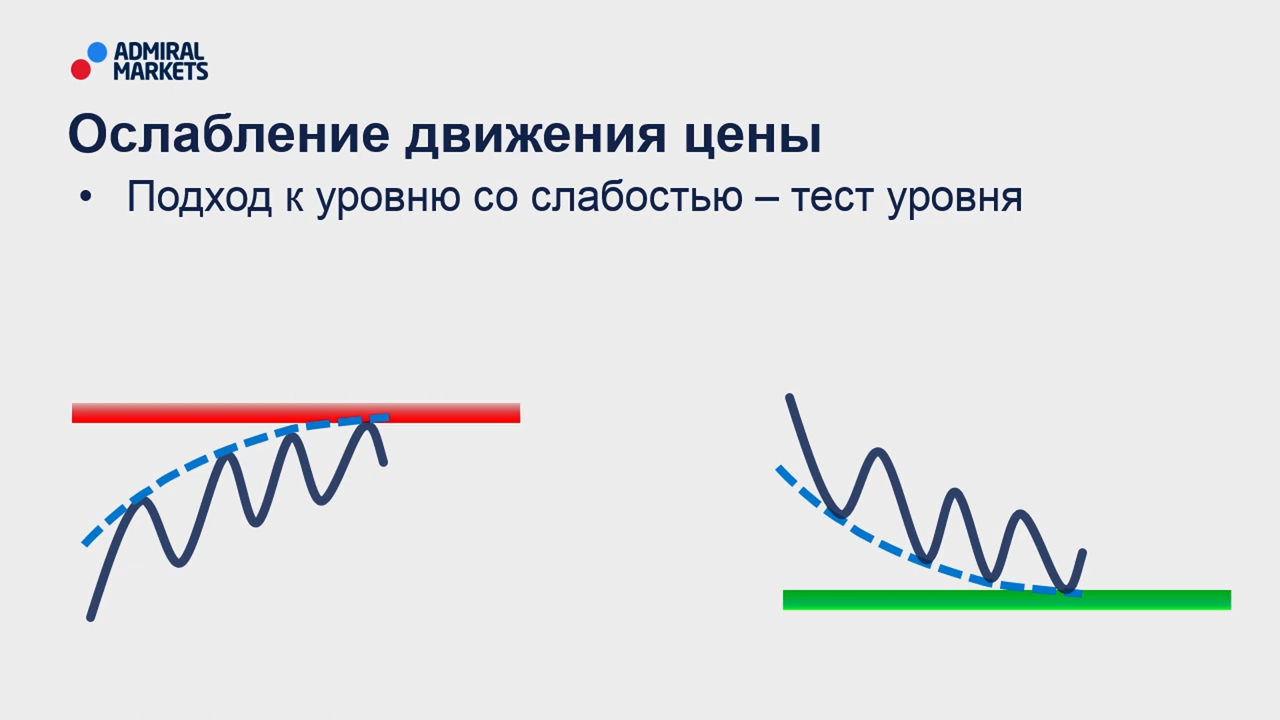 ADMIRAL
MARKETS
Ослабление движения цены
• Подход к уровню со слабостью – тест уровня